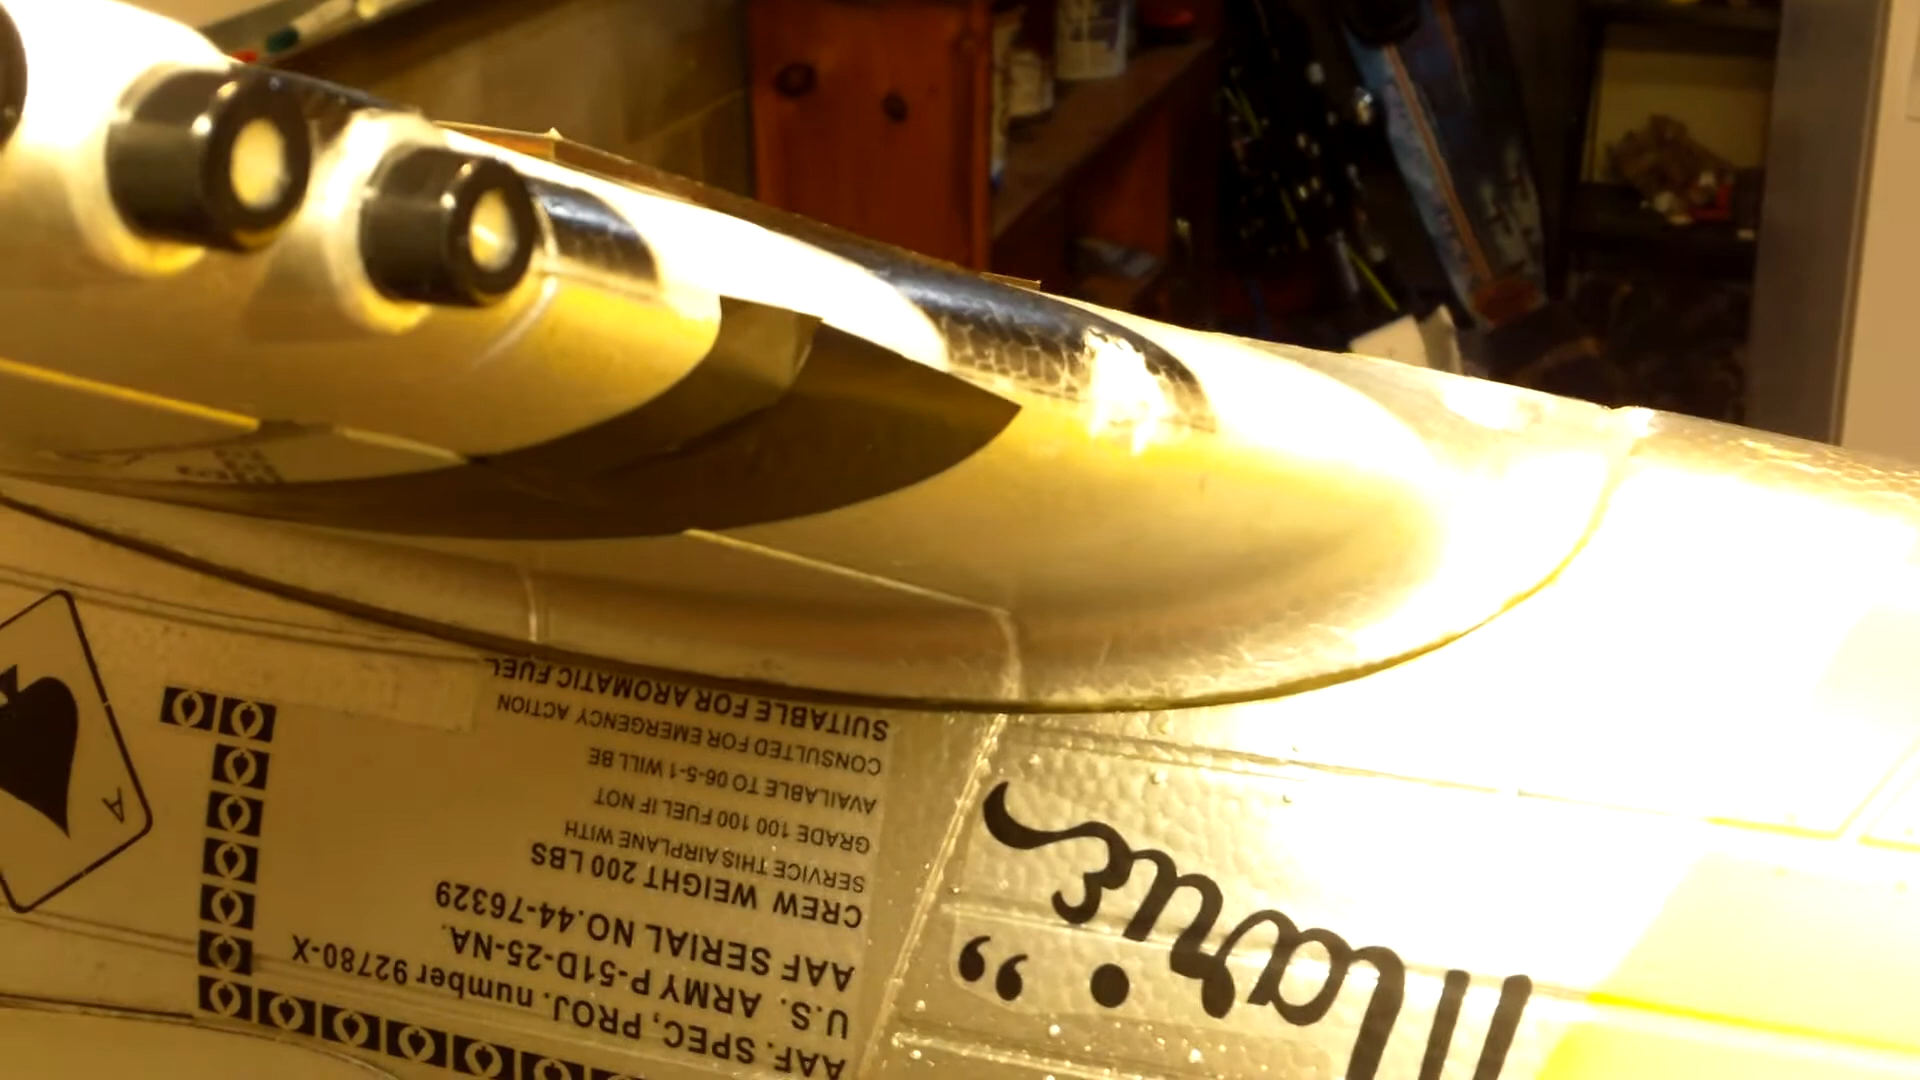 AAF. SPEC, PROJ. number 92780-X
U.S. ARMY P-51D-25-NA.
AAF SERIAL NO.44-76329
CREW WEIGHT 200 LBS
SERVICE THIS AIRPLANE WITH
GRADE 100 100 FUEL IF NOT
AVAILABLE TO 06-5-1 WILL BE
CONSULTED FOR EMERGENCY ACTION
SUITABLE FOR AROMATIC FUEL
Marie
A